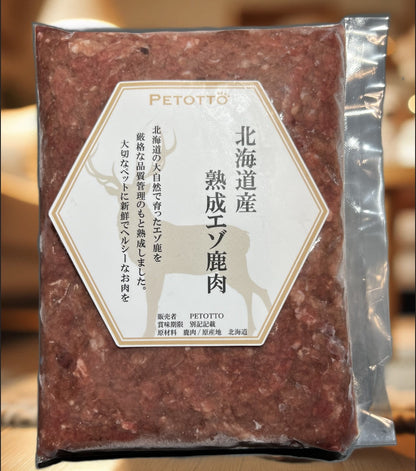 PETOTTO
北海道産
熟成エゾ鹿肉
北海道の大自然で育ったエゾ鹿を
厳格な品質管理のもと熟成しました。
大切なペットに新鮮でヘルシーなお肉を
販売者 PETOTTO
賞味期限 別記記載
原材料 鹿肉/原産地 北海道